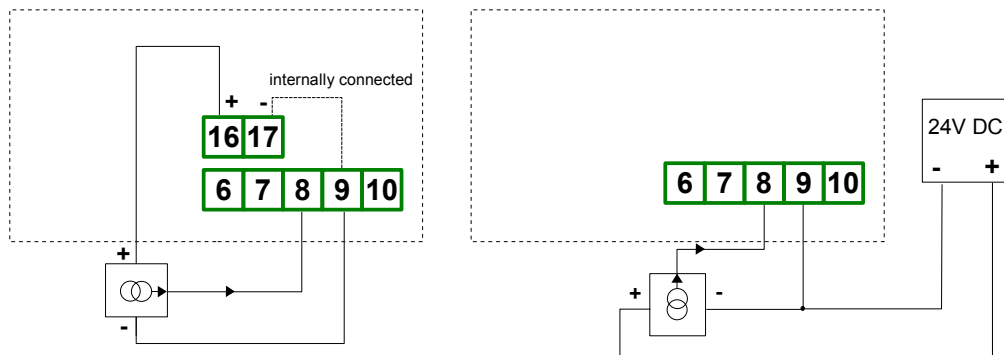 internally connected
+ -
16 17
6 7 8 9 10
+
-
6 7 8 9 10
+ -
24V DC
- +